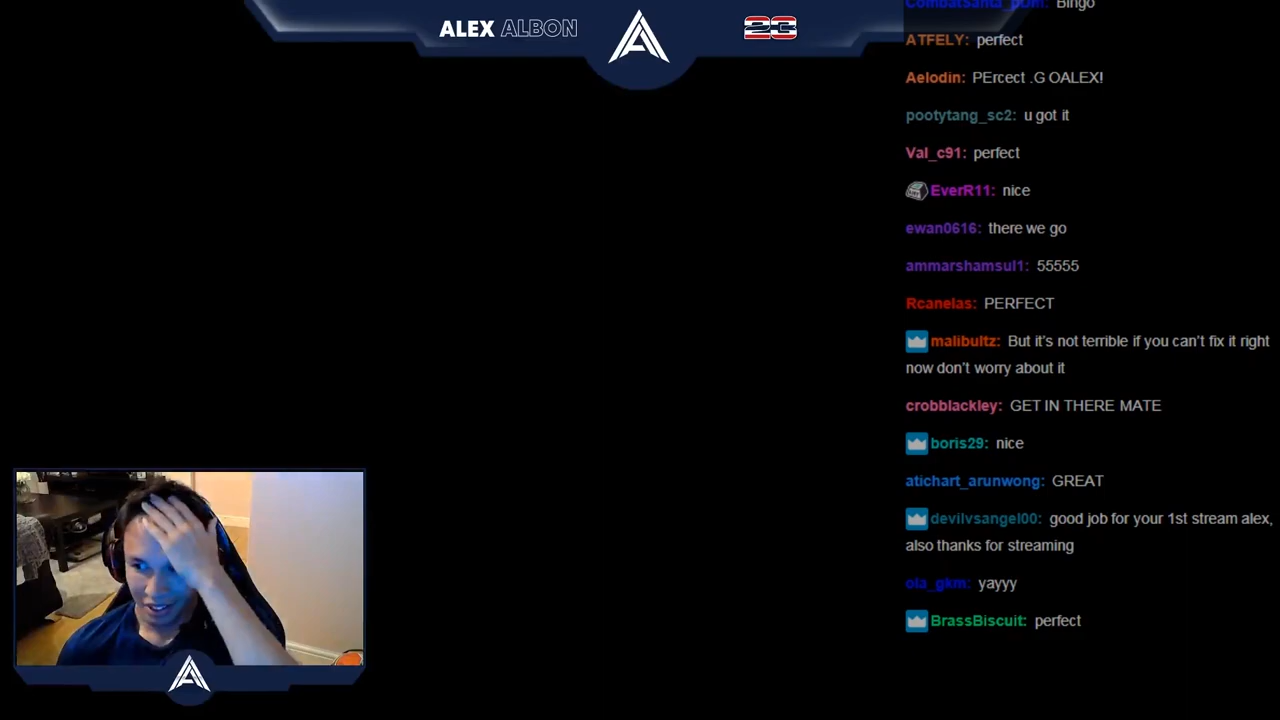 ALEX ALBON
23
Bingo
ATFELY: perfect
Aelodin: PErcect .G OALEX!
pootytang_sc2: u got it
Val_c91: perfect
EverR11: nice
ewan0616: there we go
ammarshamsul1: 55555
Rcanelas: PERFECT
malibultz: But it's not terrible if you can't fix it right
now don't worry about it
crobblackley: GET IN THERE MATE
boris29: nice
atichart_arunwong: GREAT
devilvsangel00: good job for your 1st stream alex,
also thanks for streaming
ola_gkm: yayyy
BrassBiscuit: perfect